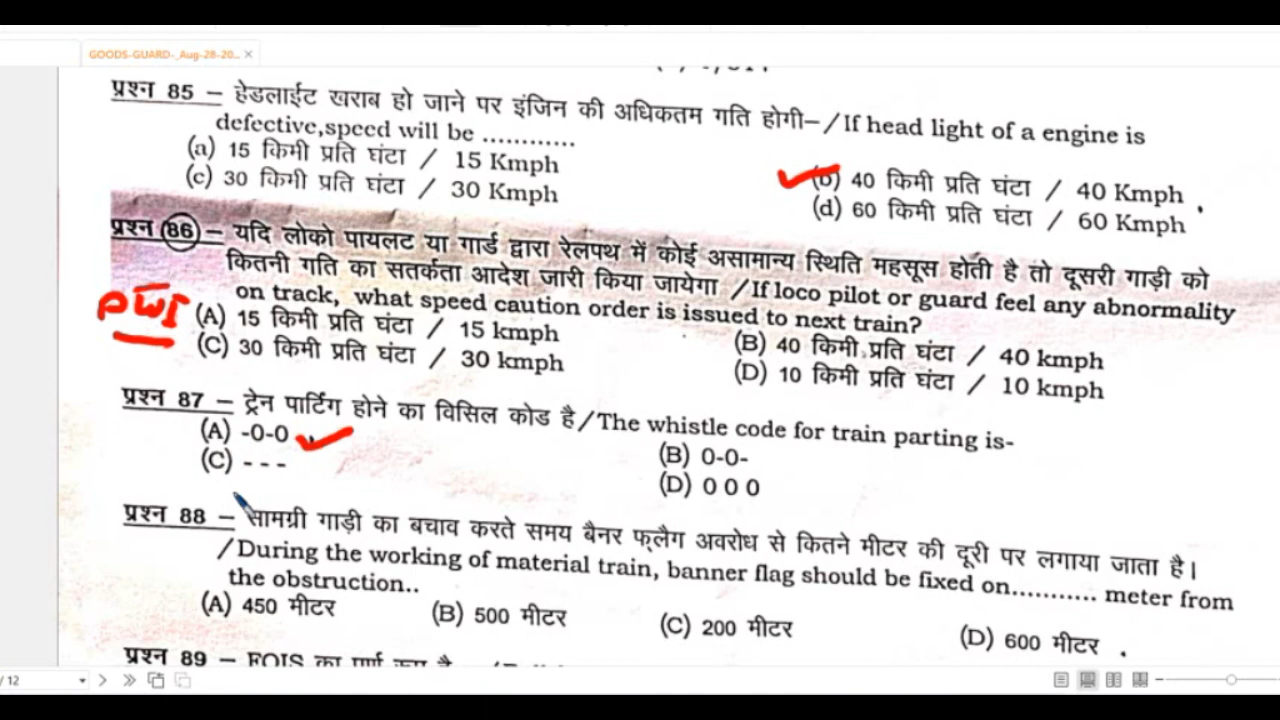 GOODS-GUARD-_Aug-28-20...
प्रश्न 85 – हेडलाईट खराब हो जाने पर इंजिन की अधिकतम गति होगी–/If head light of a engine is
defective,speed will be ............
(a) 15 किमी प्रति घंटा / 15 Kmph
(b) 40 किमी प्रति घंटा / 40 Kmph
(c) 30 किमी प्रति घंटा / 30 Kmph
(d) 60 किमी प्रति घंटा / 60 Kmph
प्रश्न 86 – यदि लोको पायलट या गार्ड द्वारा रेलपथ में कोई असामान्य स्थिति महसूस होती है तो दूसरी गाड़ी को
कितनी गति का सतर्कता आदेश जारी किया जायेगा /If loco pilot or guard feel any abnormality
on track, what speed caution order is issued to next train?
PWI
(A) 15 किमी प्रति घंटा / 15 kmph
(B) 40 किमी प्रति घंटा / 40 kmph
(C) 30 किमी प्रति घंटा / 30 kmph
(D) 10 किमी प्रति घंटा / 10 kmph
प्रश्न 87 – ट्रेन पार्टिंग होने का विसिल कोड है/The whistle code for train parting is-
(A) -0-0
(B) 0-0-
(C) - - -
(D) 0 0 0
प्रश्न 88 – सामग्री गाड़ी का बचाव करते समय बैनर फ्लैग अवरोध से कितने मीटर की दूरी पर लगाया जाता है।
/During the working of material train, banner flag should be fixed on........... meter from
the obstruction..
(A) 450 मीटर (B) 500 मीटर (C) 200 मीटर (D) 600 मीटर
प्रश्न 89 – FOIS का पूर्ण रूप है
/ 12